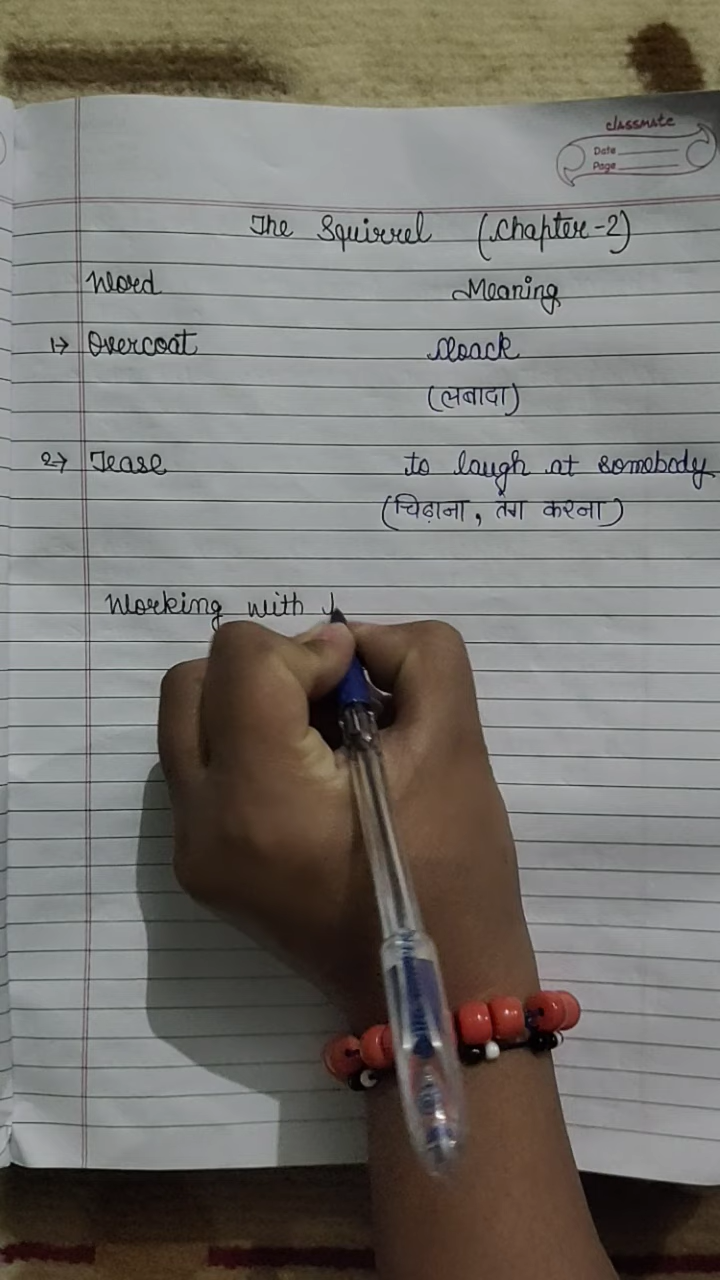 classmate
Date
Page
The Squirrel (Chapter-2)
Word Meaning
1→ Overcoat cloack
(लबादा)
2→ Tease to laugh at somebody
(चिढ़ाना, तंग करना)
Working with